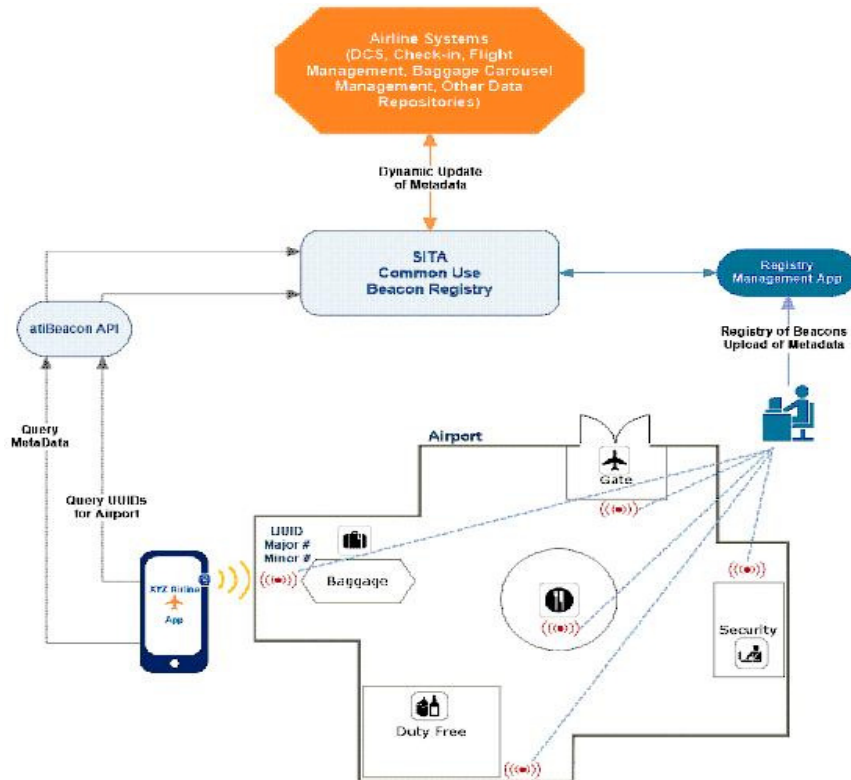 Airline Systems
(DCS, Check-in, Flight
Management, Baggage Carousel
Management, Other Data
Repositories)
Dynamic Update
of Metadata
SITA
Common Use
Beacon Registry
Registry
Management App
atiBeacon API
Registry of Beacons
Upload of Metadata
Query
MetaData
Airport
Gate
Query UUIDs
for Airport
UUID
Major #
Minor #
Baggage
XYZ Airline
App
Security
Duty Free